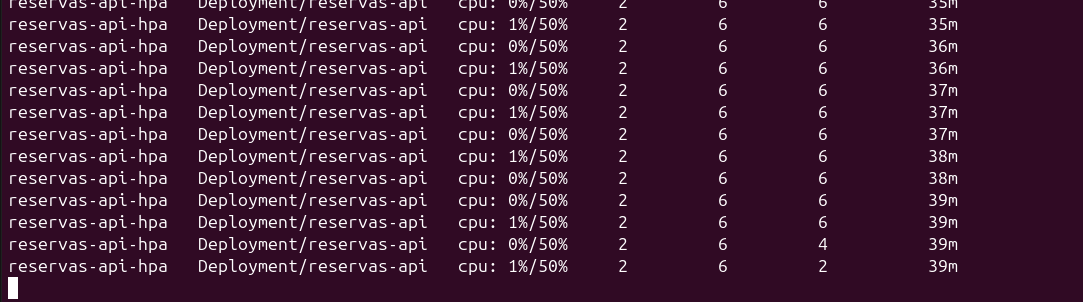 reservas-api-hpa   Deployment/reservas-api   cpu: 0%/50%     2         6         6          35m
reservas-api-hpa   Deployment/reservas-api   cpu: 1%/50%     2         6         6          35m
reservas-api-hpa   Deployment/reservas-api   cpu: 0%/50%     2         6         6          36m
reservas-api-hpa   Deployment/reservas-api   cpu: 1%/50%     2         6         6          36m
reservas-api-hpa   Deployment/reservas-api   cpu: 0%/50%     2         6         6          37m
reservas-api-hpa   Deployment/reservas-api   cpu: 1%/50%     2         6         6          37m
reservas-api-hpa   Deployment/reservas-api   cpu: 0%/50%     2         6         6          37m
reservas-api-hpa   Deployment/reservas-api   cpu: 1%/50%     2         6         6          38m
reservas-api-hpa   Deployment/reservas-api   cpu: 0%/50%     2         6         6          38m
reservas-api-hpa   Deployment/reservas-api   cpu: 0%/50%     2         6         6          39m
reservas-api-hpa   Deployment/reservas-api   cpu: 1%/50%     2         6         6          39m
reservas-api-hpa   Deployment/reservas-api   cpu: 0%/50%     2         6         4          39m
reservas-api-hpa   Deployment/reservas-api   cpu: 1%/50%     2         6         2          39m